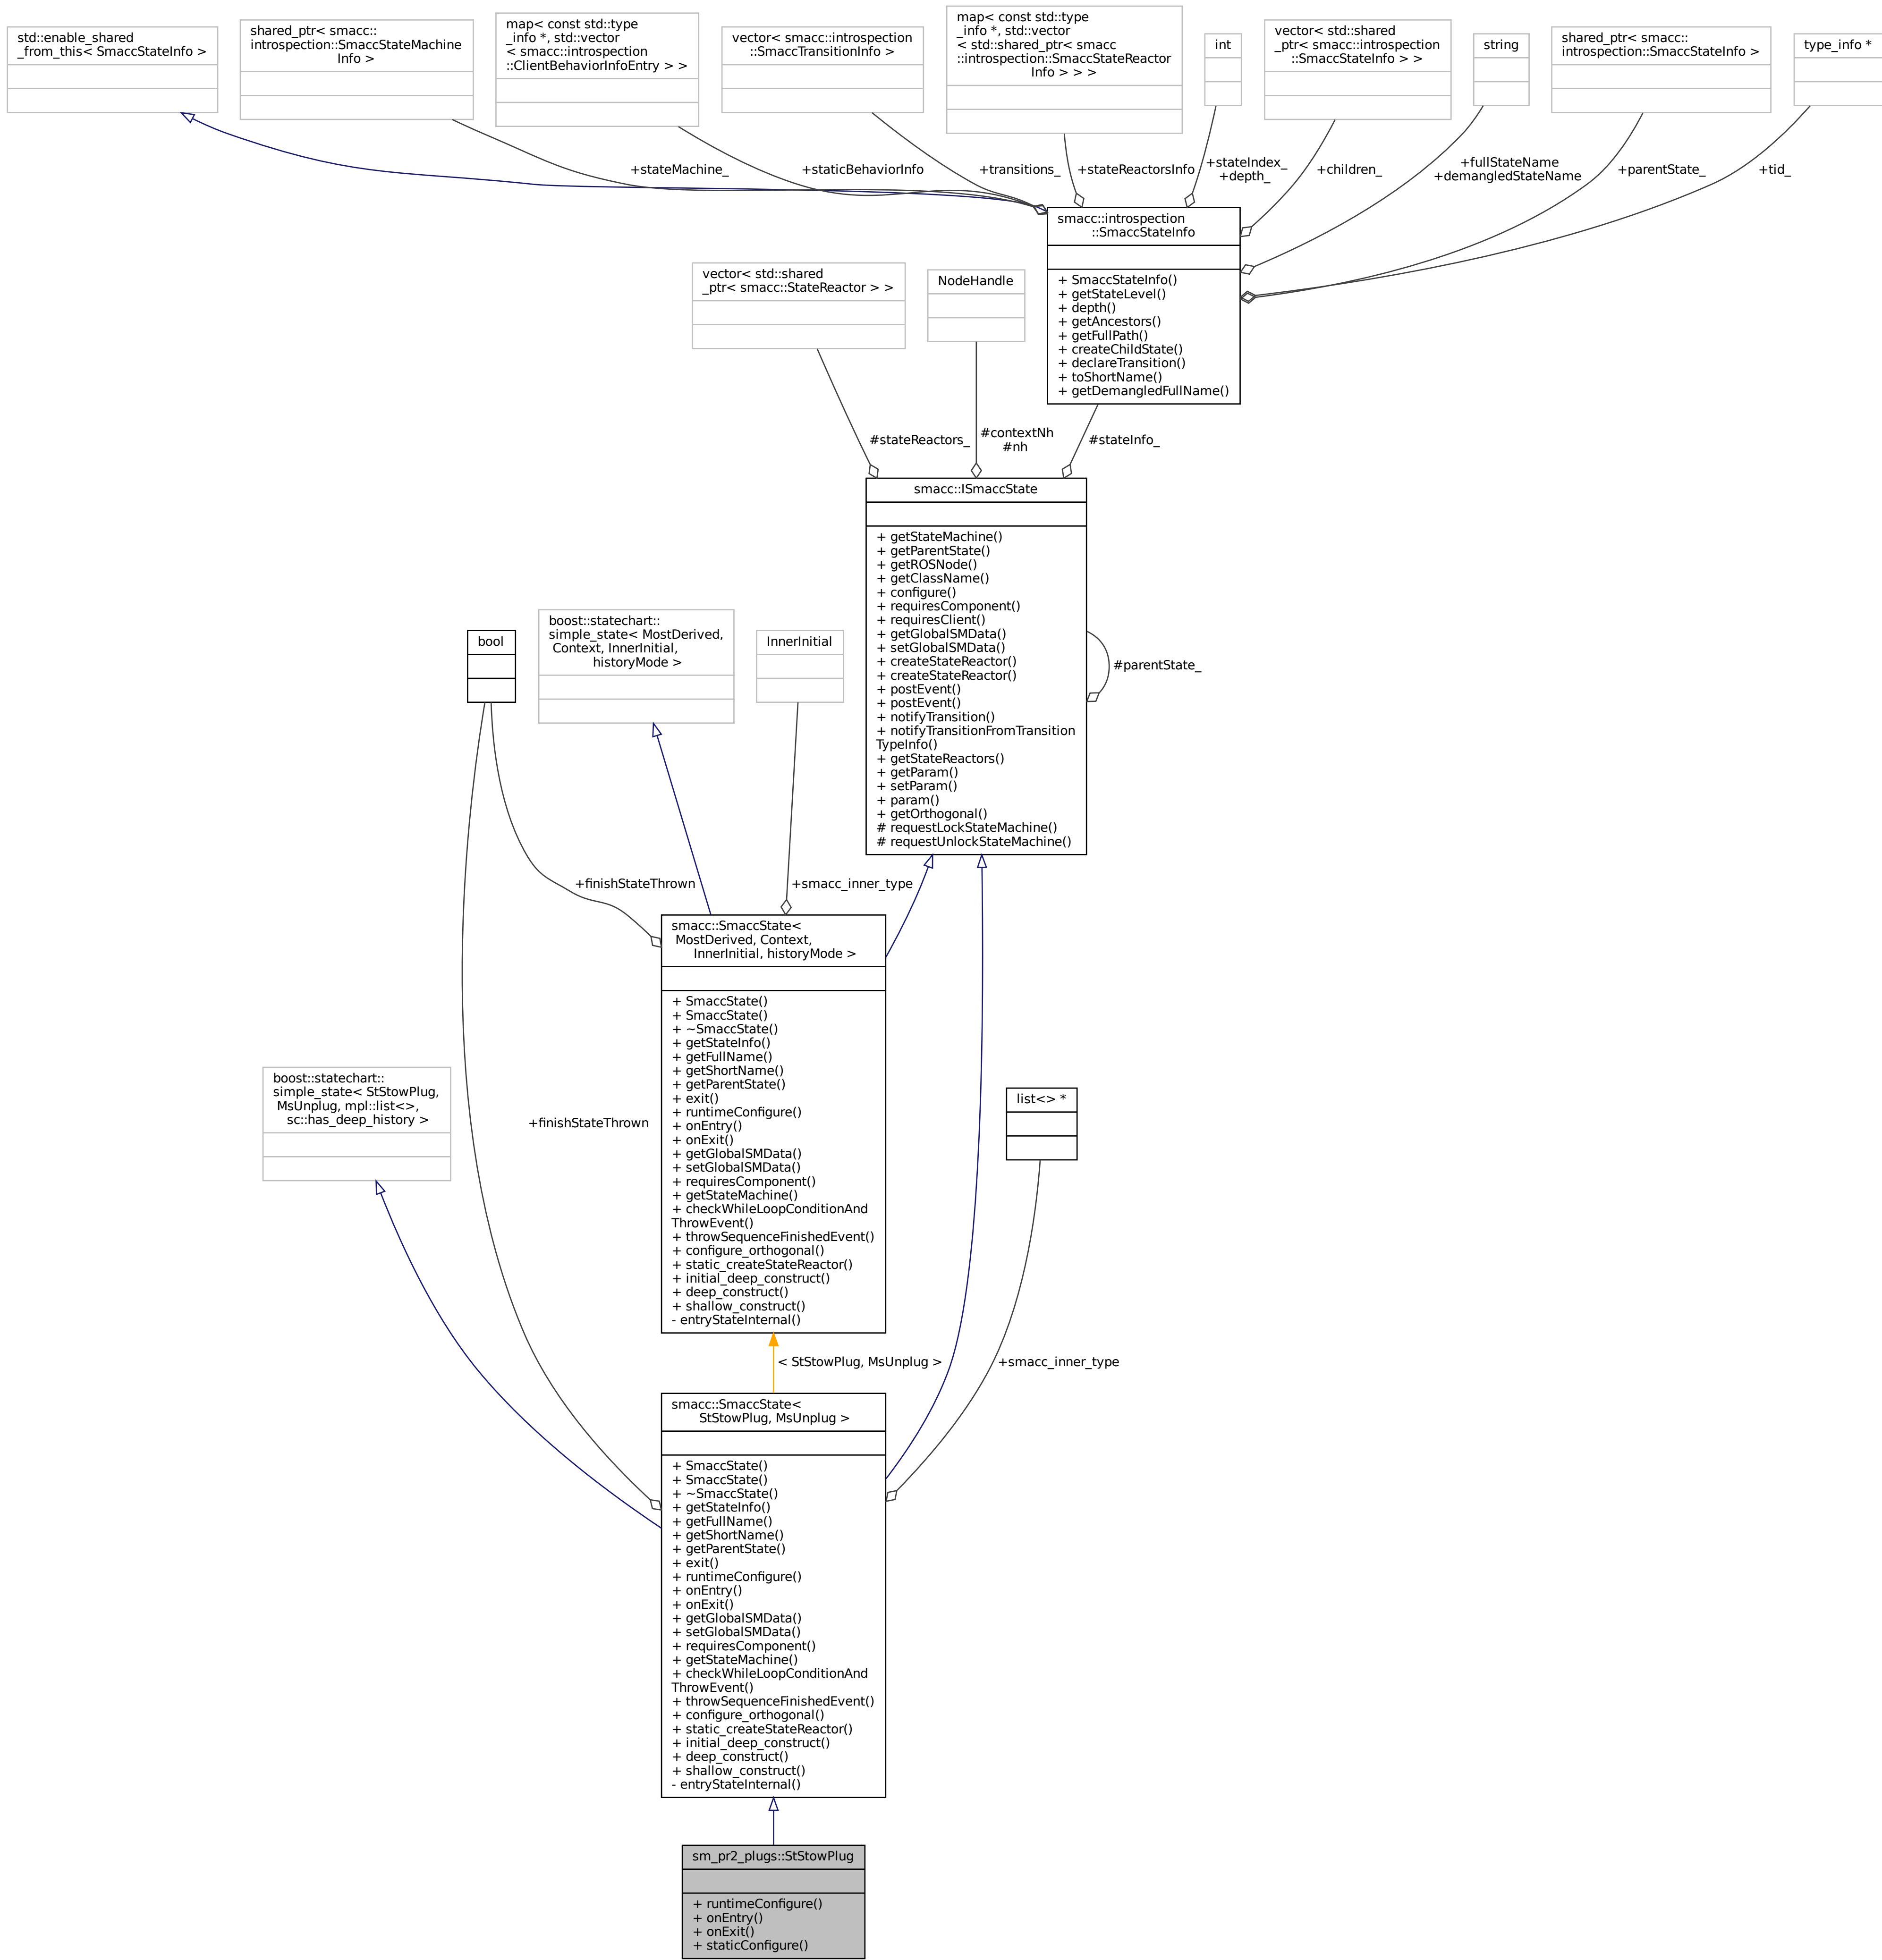 std::enable_shared
_from_this< SmaccStateInfo >
shared_ptr< smacc::
introspection::SmaccStateMachine
Info >
map< const std::type
_info *, std::vector
< smacc::introspection
::ClientBehaviorInfoEntry > >
vector< smacc::introspection
::SmaccTransitionInfo >
map< const std::type
_info *, std::vector
< std::shared_ptr< smacc
::introspection::SmaccStateReactor
Info > > >
int
vector< std::shared
_ptr< smacc::introspection
::SmaccStateInfo > >
string
shared_ptr< smacc::
introspection::SmaccStateInfo >
type_info *
+stateMachine_
+staticBehaviorInfo
+transitions_
+stateReactorsInfo
+stateIndex_
+depth_
+children_
+fullStateName
+demangledStateName
+parentState_
+tid_
smacc::introspection
::SmaccStateInfo
+ SmaccStateInfo()
+ getStateLevel()
+ depth()
+ getAncestors()
+ getFullPath()
+ createChildState()
+ declareTransition()
+ toShortName()
+ getDemangledFullName()
vector< std::shared
_ptr< smacc::StateReactor > >
NodeHandle
#stateReactors_
#contextNh
#nh
#stateInfo_
smacc::ISmaccState
+ getStateMachine()
+ getParentState()
+ getROSNode()
+ getClassName()
+ configure()
+ requiresComponent()
+ requiresClient()
+ getGlobalSMData()
+ setGlobalSMData()
+ createStateReactor()
+ createStateReactor()
+ postEvent()
+ postEvent()
+ notifyTransition()
+ notifyTransitionFromTransition
TypeInfo()
+ getStateReactors()
+ getParam()
+ setParam()
+ param()
+ getOrthogonal()
# requestLockStateMachine()
# requestUnlockStateMachine()
#parentState_
bool
boost::statechart::
simple_state< MostDerived,
Context, InnerInitial,
historyMode >
InnerInitial
+finishStateThrown
+smacc_inner_type
smacc::SmaccState<
MostDerived, Context,
InnerInitial, historyMode >
+ SmaccState()
+ SmaccState()
+ ~SmaccState()
+ getStateInfo()
+ getFullName()
+ getShortName()
+ getParentState()
+ exit()
+ runtimeConfigure()
+ onEntry()
+ onExit()
+ getGlobalSMData()
+ setGlobalSMData()
+ requiresComponent()
+ getStateMachine()
+ checkWhileLoopConditionAnd
ThrowEvent()
+ throwSequenceFinishedEvent()
+ configure_orthogonal()
+ static_createStateReactor()
+ initial_deep_construct()
+ deep_construct()
+ shallow_construct()
- entryStateInternal()
boost::statechart::
simple_state< StStowPlug,
MsUnplug, mpl::list<>,
sc::has_deep_history >
+finishStateThrown
list<> *
< StStowPlug, MsUnplug >
+smacc_inner_type
smacc::SmaccState<
StStowPlug, MsUnplug >
+ SmaccState()
+ SmaccState()
+ ~SmaccState()
+ getStateInfo()
+ getFullName()
+ getShortName()
+ getParentState()
+ exit()
+ runtimeConfigure()
+ onEntry()
+ onExit()
+ getGlobalSMData()
+ setGlobalSMData()
+ requiresComponent()
+ getStateMachine()
+ checkWhileLoopConditionAnd
ThrowEvent()
+ throwSequenceFinishedEvent()
+ configure_orthogonal()
+ static_createStateReactor()
+ initial_deep_construct()
+ deep_construct()
+ shallow_construct()
- entryStateInternal()
sm_pr2_plugs::StStowPlug
+ runtimeConfigure()
+ onEntry()
+ onExit()
+ staticConfigure()